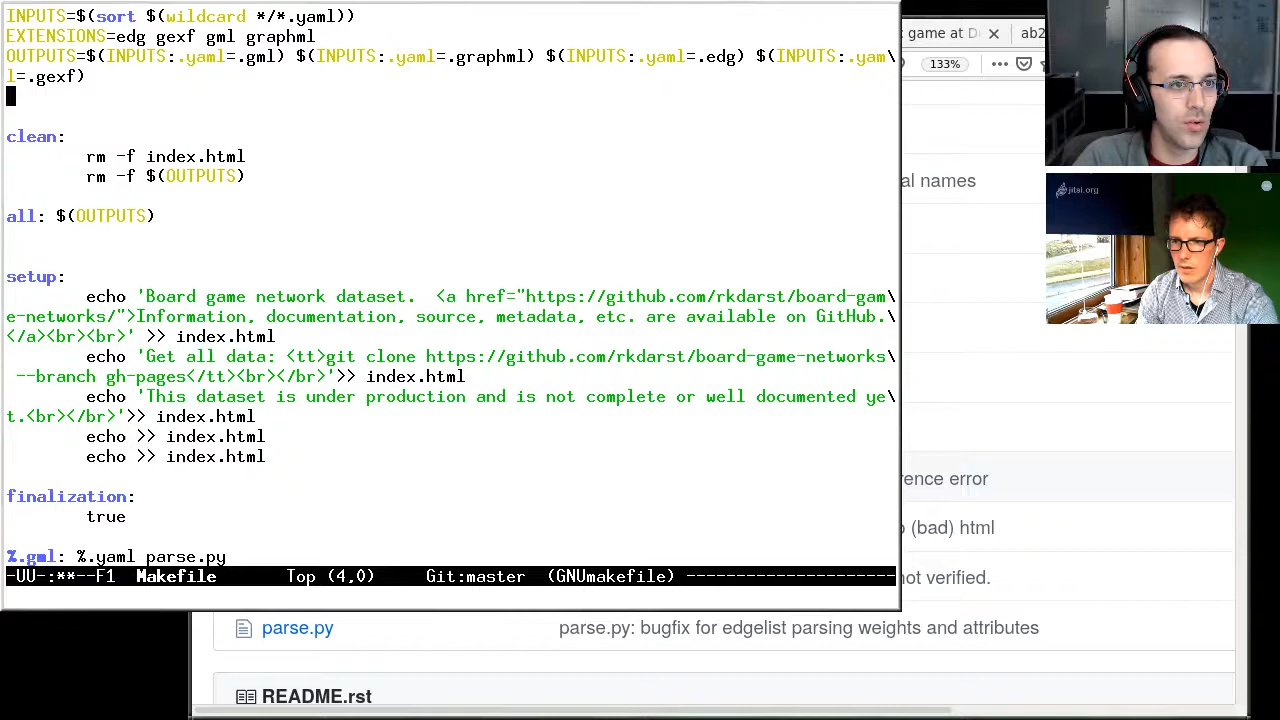 INPUTS=$(sort $(wildcard */*.yaml))
EXTENSIONS=edg gexf gml graphml
OUTPUTS=$(INPUTS:.yaml=.gml) $(INPUTS:.yaml=.graphml) $(INPUTS:.yaml=.edg) $(INPUTS:.yam\
l=.gexf)
clean:
rm -f index.html
rm -f $(OUTPUTS)
all: $(OUTPUTS)
setup:
echo 'Board game network dataset.  <a href="https://github.com/rkdarst/board-gam\
e-networks/">Information, documentation, source, metadata, etc. are available on GitHub.\
</a><br><br>' >> index.html
echo 'Get all data: <tt>git clone https://github.com/rkdarst/board-game-networks\
 --branch gh-pages</tt><br></br>'>> index.html
echo 'This dataset is under production and is not complete or well documented ye\
t.<br></br>'>> index.html
echo >> index.html
echo >> index.html
finalization:
true
%.gml: %.yaml parse.py
-UU-:**--F1  Makefile       Top (4,0)      Git:master  (GNUmakefile) ---------------------
game at D
ab2
133%
al names
rence error
(bad) html
not verified.
parse.py
parse.py: bugfix for edgelist parsing weights and attributes
README.rst
jitsi.org